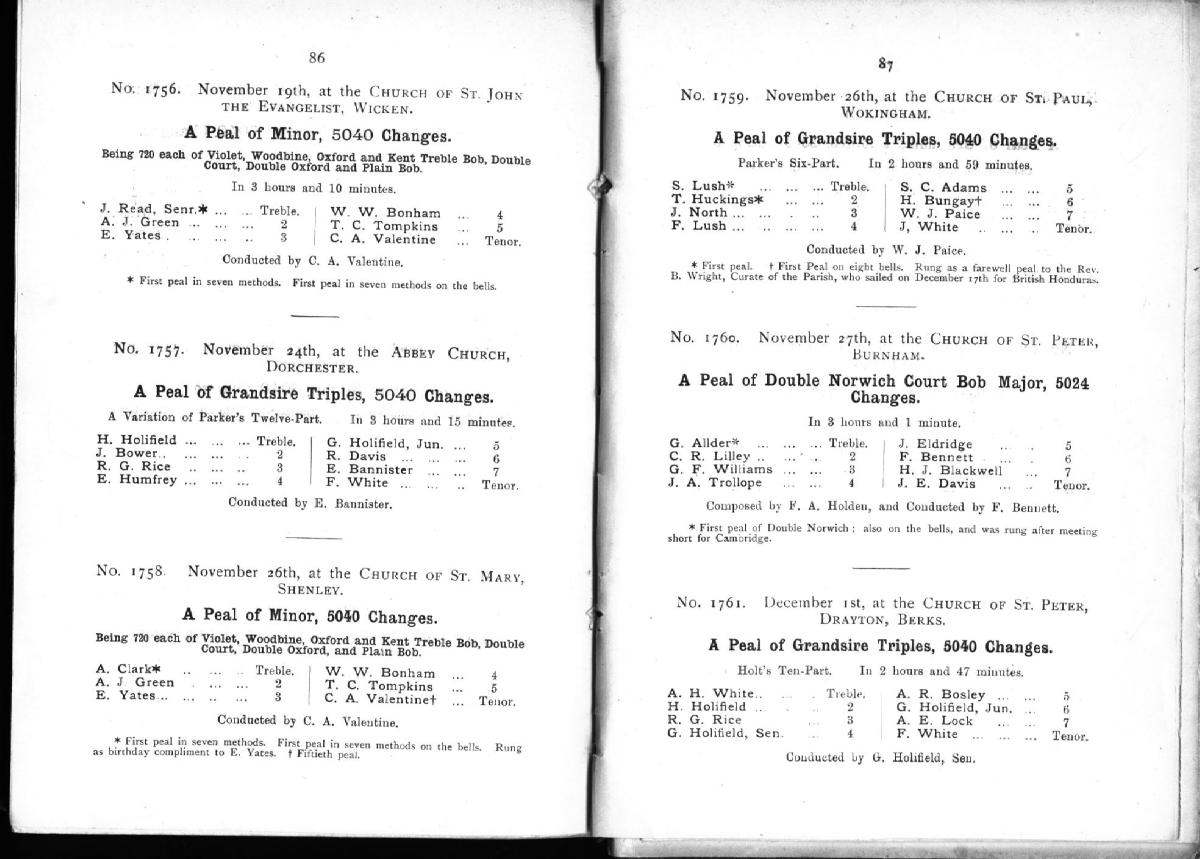 86
No. 1756. November 19th, at the Church of St. John
the Evangelist, Wicken.
A Peal of Minor, 5040 Changes.
Being 720 each of Violet, Woodbine, Oxford and Kent Treble Bob, Double
Court, Double Oxford and Plain Bob.
In 3 hours and 10 minutes.
J. Read, Senr.* ... ... Treble. | W. W. Bonham ... 4
A. J. Green ... ... ... 2 | T. C. Tompkins ... 5
E. Yates . ... ... .. 3 | C. A. Valentine ... Tenor.
Conducted by C. A. Valentine.
* First peal in seven methods. First peal in seven methods on the bells.
No. 1757. November 24th, at the Abbey Church,
Dorchester.
A Peal of Grandsire Triples, 5040 Changes.
A Variation of Parker's Twelve-Part. In 3 hours and 15 minutes.
H. Holifield ... ... ... Treble. | G. Holifield, Jun. ... 5
J. Bower.. ... ... . 2 | R. Davis ... ... ... 6
R. G. Rice .. ... ... 3 | E. Bannister ... ... 7
E. Humfrey ... ... ... 4 | F. White ... ... .. Tenor.
Conducted by E. Bannister.
No. 1758. November 26th, at the Church of St. Mary,
Shenley.
A Peal of Minor, 5040 Changes.
Being 720 each of Violet, Woodbine, Oxford and Kent Treble Bob, Double
Court, Double Oxford, and Plain Bob.
A. Clark* .. ... .. Treble. | W. W. Bonham ... 4
A. J Green . ... ... 2 | T. C. Tompkins ... 5
E. Yates... ... .. ... 3 | C. A. Valentine† ... Tenor.
Conducted by C. A. Valentine.
* First peal in seven methods. First peal in seven methods on the bells. Rung
as birthday compliment to E. Yates. † Fiftieth peal.
87
No. 1759. November 26th, at the Church of St. Paul,
Wokingham.
A Peal of Grandsire Triples, 5040 Changes.
Parker's Six-Part. In 2 hours and 59 minutes.
S. Lush* ... ... ... Treble. | S. C. Adams ... ... 5
T. Huckings* ... ... 2 | H. Bungay† ... ... 6
J. North ... ... . .. 3 | W. J. Paice ... ... 7
F. Lush ... .. ... ... 4 | J, White .. ... .. Tenor.
Conducted by W. J. Paice.
* First peal. † First Peal on eight bells. Rung as a farewell peal to the Rev.
B. Wright, Curate of the Parish, who sailed on December 17th for British Honduras.
No. 1760. November 27th, at the Church of St. Peter,
Burnham.
A Peal of Double Norwich Court Bob Major, 5024
Changes.
In 3 hours and 1 minute.
G. Allder* ... ... ... Treble. | J. Eldridge ... .. 5
C. R. Lilley .. ... .. 2 | F. Bennett ... . 6
G. F. Williams ... ... 3 | H. J. Blackwell ... 7
J. A. Trollope ... ... 4 | J. E. Davis ... .. Tenor.
Composed by F. A. Holden, and Conducted by F. Bennett.
* First peal of Double Norwich ; also on the bells, and was rung after meeting
short for Cambridge.
No. 1761. December 1st, at the Church of St. Peter,
Drayton, Berks.
A Peal of Grandsire Triples, 5040 Changes.
Holt's Ten-Part. In 2 hours and 47 minutes.
A. H. White.. ... . Treble. | A. R. Bosley ... ... 5
H. Holifield .. . .. 2 | G. Holifield, Jun. ... 6
R. G. Rice ... 3 | A. E. Lock ... ... 7
G. Holifield, Sen. ... 4 | F. White ... ... ... Tenor.
Conducted by G. Holifield, Sen.